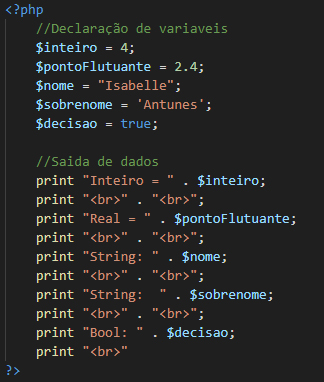 <?php
//Declaração de variaveis
$inteiro = 4;
$pontoFlutuante = 2.4;
$nome = "Isabelle";
$sobrenome = 'Antunes';
$decisao = true;
//Saida de dados
print "Inteiro = " . $inteiro;
print "<br>" . "<br>";
print "Real = " . $pontoFlutuante;
print "<br>" . "<br>";
print "String: " . $nome;
print "<br>" . "<br>";
print "String:  " . $sobrenome;
print "<br>" . "<br>";
print "Bool: " . $decisao;
print "<br>"
?>